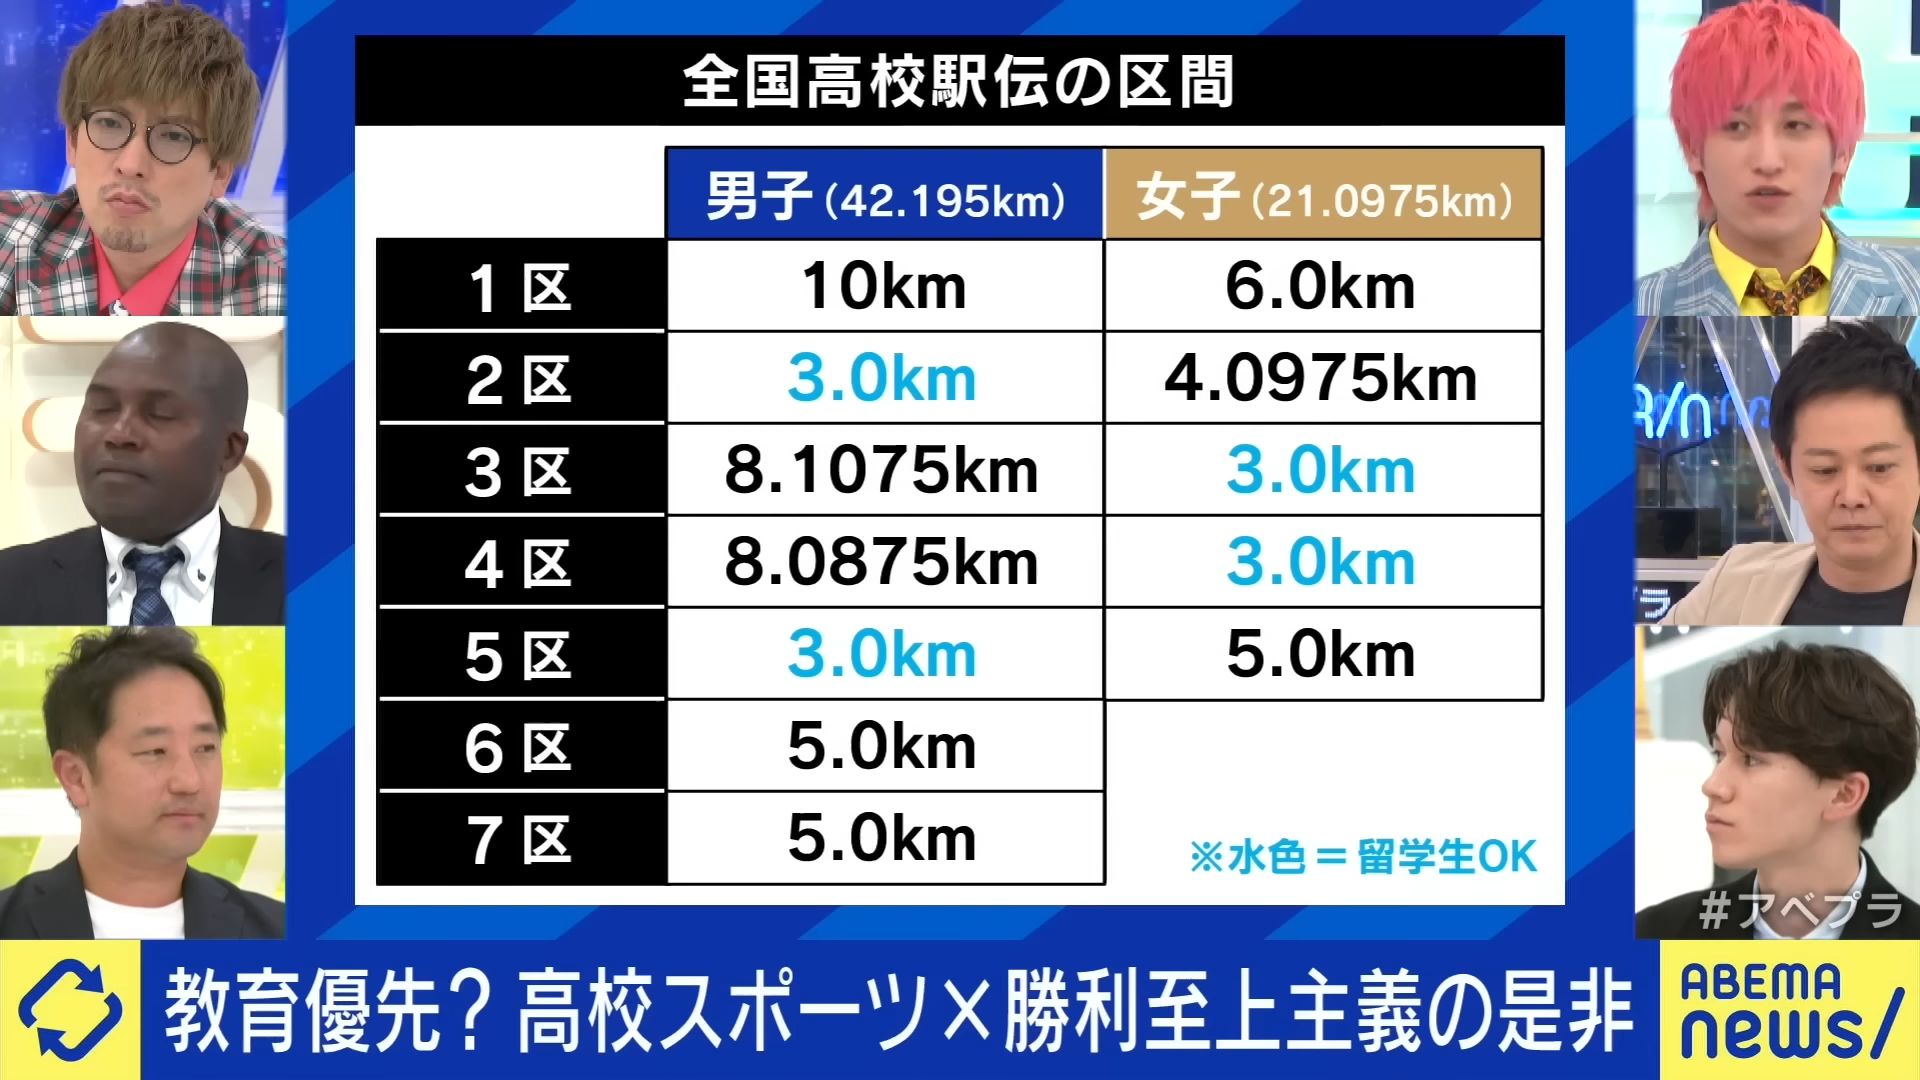 全国高校駅伝の区間
男子(42.195km) 女子(21.0975km)
1区 10km 6.0km
2区 3.0km 4.0975km
3区 8.1075km 3.0km
4区 8.0875km 3.0km
5区 3.0km 5.0km
6区 5.0km
7区 5.0km
※水色=留学生OK
#アベプラ
教育優先?高校スポーツ×勝利至上主義の是非
ABEMA
news/